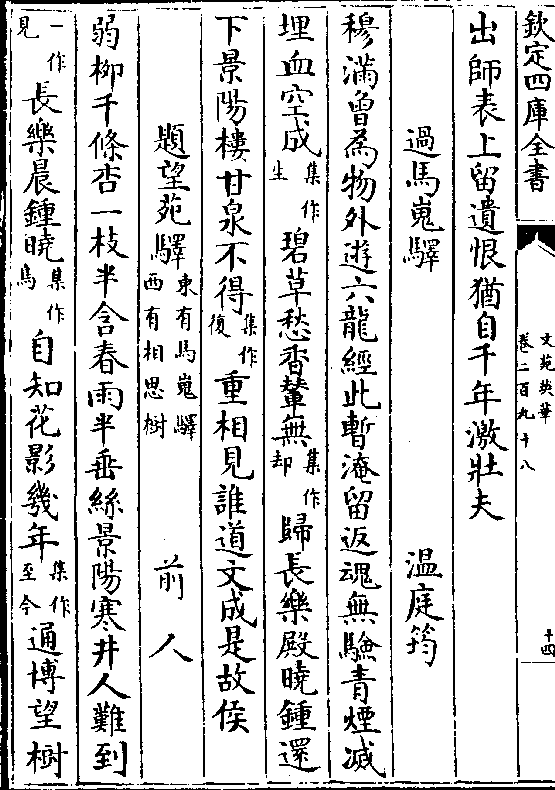 欽定四庫全書
文苑英華
卷二百九十八
十四
出師表上留遺恨猶自千年激壯夫
過馬嵬驛 溫庭筠
穆滿曾為物外遊六龍經此暫淹留返魂無驗青煙滅
埋血空成集作生碧草愁香輦無集作却歸長樂殿曉鍾還
下景陽樓甘泉不得集作復重相見誰道文成是故侯
題望苑驛東有馬嵬驛西有相思樹 前人
弱柳千條杏一枝半含春雨半垂絲景陽寒井人難到
一作見長樂晨鍾曉集作鳥自知花影幾年集作至今通博望樹